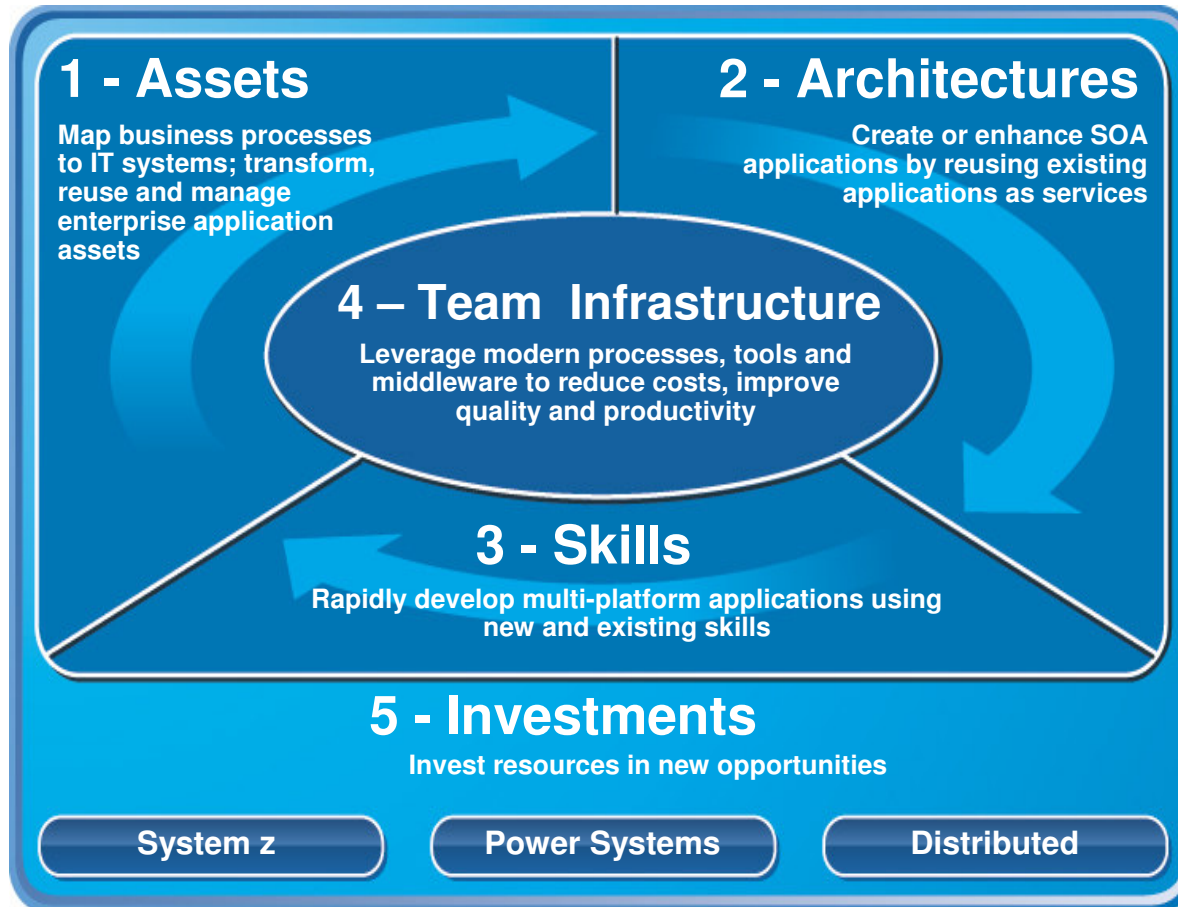 1 - Assets
Map business processes
to IT systems; transform,
reuse and manage
enterprise application
assets
2 - Architectures
Create or enhance SOA
applications by reusing existing
applications as services
4 – Team  Infrastructure
Leverage modern processes, tools and
middleware to reduce costs, improve
quality and productivity
3 - Skills
Rapidly develop multi-platform applications using
new and existing skills
5 - Investments
Invest resources in new opportunities
System z
Power Systems
Distributed